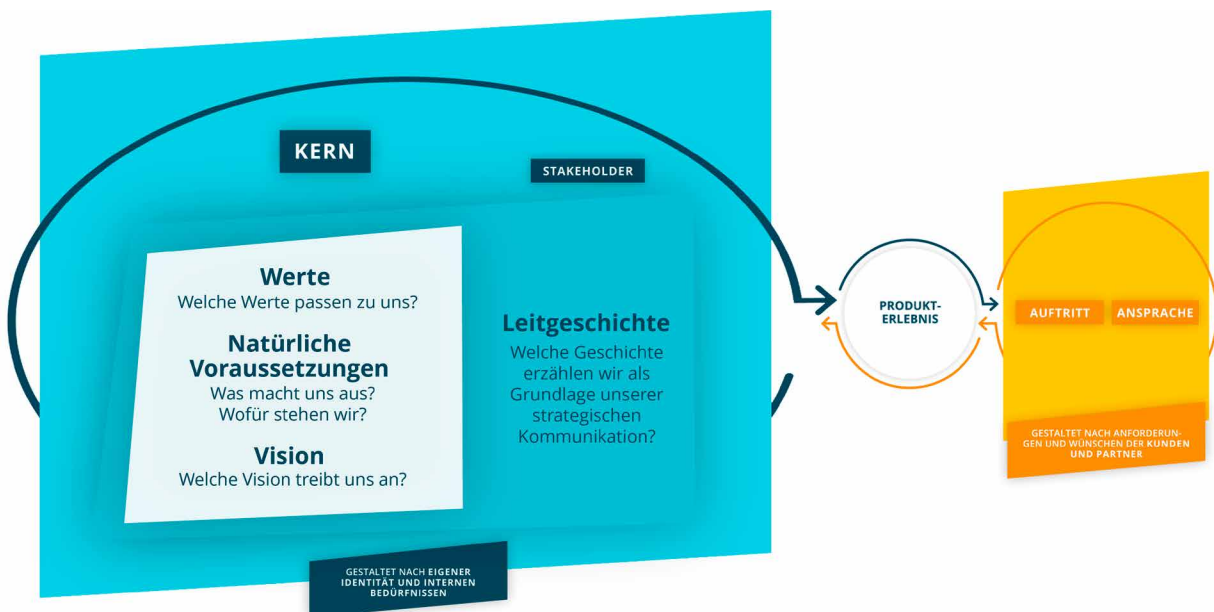 KERN
STAKEHOLDER
Werte
Welche Werte passen zu uns?
Natürliche
Voraussetzungen
Was macht uns aus?
Wofür stehen wir?
Vision
Welche Vision treibt uns an?
Leitgeschichte
Welche Geschichte
erzählen wir als
Grundlage unserer
strategischen
Kommunikation?
GESTALTET NACH EIGENER
IDENTITÄT UND INTERNEN
BEDÜRFNISSEN
PRODUKT-
ERLEBNIS
AUFTRITT
ANSPRACHE
GESTALTET NACH ANFORDERUN-
GEN UND WÜNSCHEN DER KUNDEN
UND PARTNER